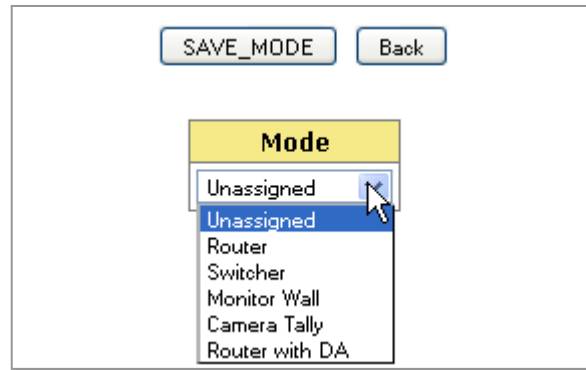 SAVE_MODE Back
Mode
Unassigned
Unassigned
Router
Switcher
Monitor Wall
Camera Tally
Router with DA